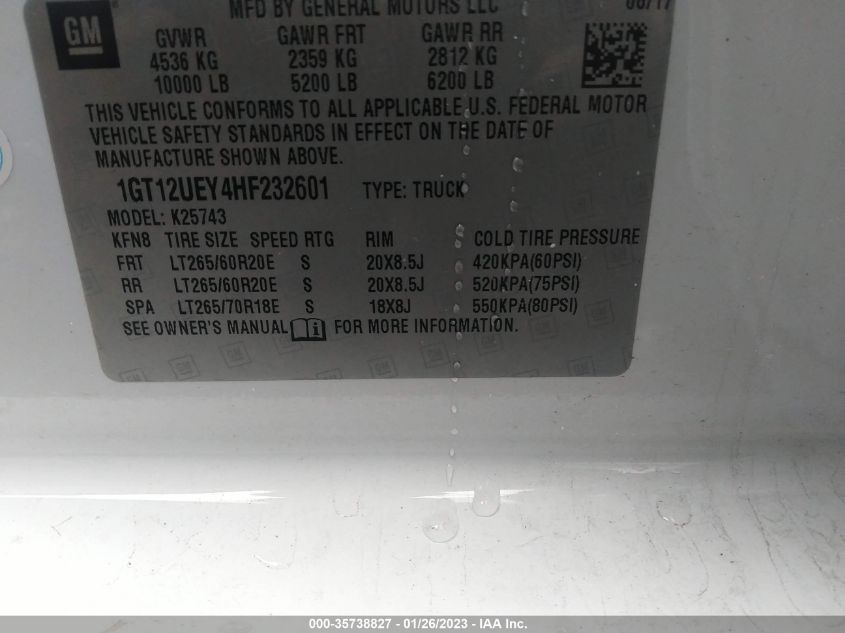 MFD BY GENERAL MOTORS LLC
GM
GVWR GAWR FRT GAWR RR
4536 KG 2359 KG 2812 KG
10000 LB 5200 LB 6200 LB
THIS VEHICLE CONFORMS TO ALL APPLICABLE U.S. FEDERAL MOTOR
VEHICLE SAFETY STANDARDS IN EFFECT ON THE DATE OF
MANUFACTURE SHOWN ABOVE.
1GT12UEY4HF232601 TYPE: TRUCK
MODEL: K25743
KFN8 TIRE SIZE SPEED RTG RIM COLD TIRE PRESSURE
FRT LT265/60R20E S 20X8.5J 420KPA(60PSI)
RR LT265/60R20E S 20X8.5J 520KPA(75PSI)
SPA LT265/70R18E S 18X8J 550KPA(80PSI)
SEE OWNER'S MANUAL FOR MORE INFORMATION.
000-35738827 - 01/26/2023 - IAA Inc.